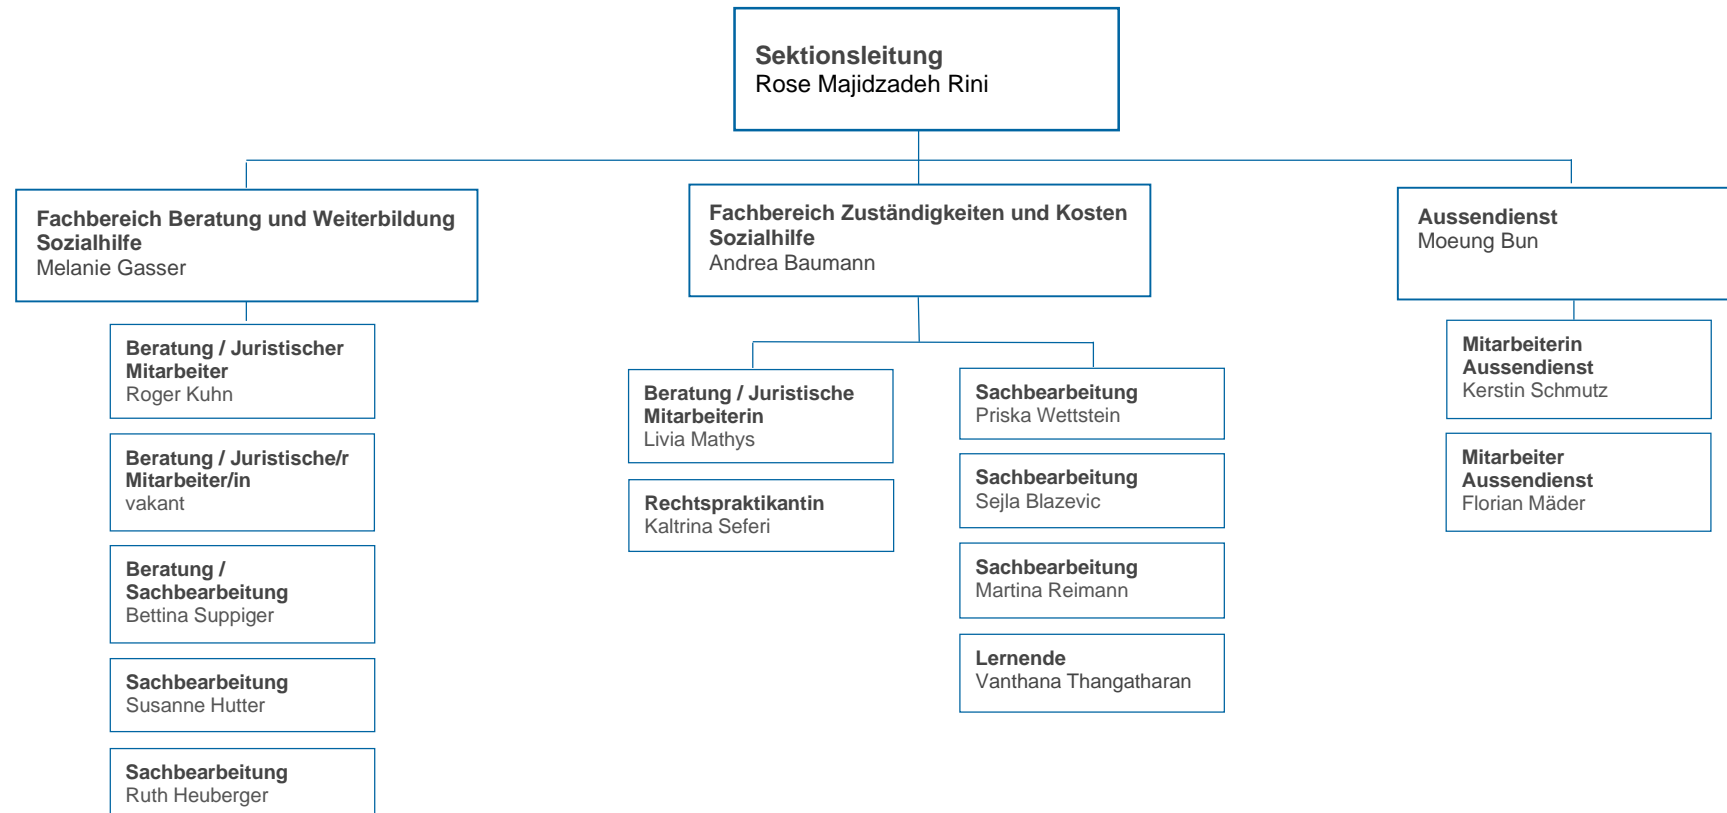 Sektionsleitung
Rose Majidzadeh Rini
Fachbereich Beratung und Weiterbildung
Sozialhilfe
Melanie Gasser
Beratung / Juristischer
Mitarbeiter
Roger Kuhn
Beratung / Juristische/r
Mitarbeiter/in
vakant
Beratung /
Sachbearbeitung
Bettina Suppiger
Sachbearbeitung
Susanne Hutter
Sachbearbeitung
Ruth Heuberger
Fachbereich Zuständigkeiten und Kosten
Sozialhilfe
Andrea Baumann
Beratung / Juristische
Mitarbeiterin
Livia Mathys
Rechtspraktikantin
Kaltrina Seferi
Sachbearbeitung
Priska Wettstein
Sachbearbeitung
Sejla Blazevic
Sachbearbeitung
Martina Reimann
Lernende
Vanthana Thangatharan
Aussendienst
Moeung Bun
Mitarbeiterin
Aussendienst
Kerstin Schmutz
Mitarbeiter
Aussendienst
Florian Mäder